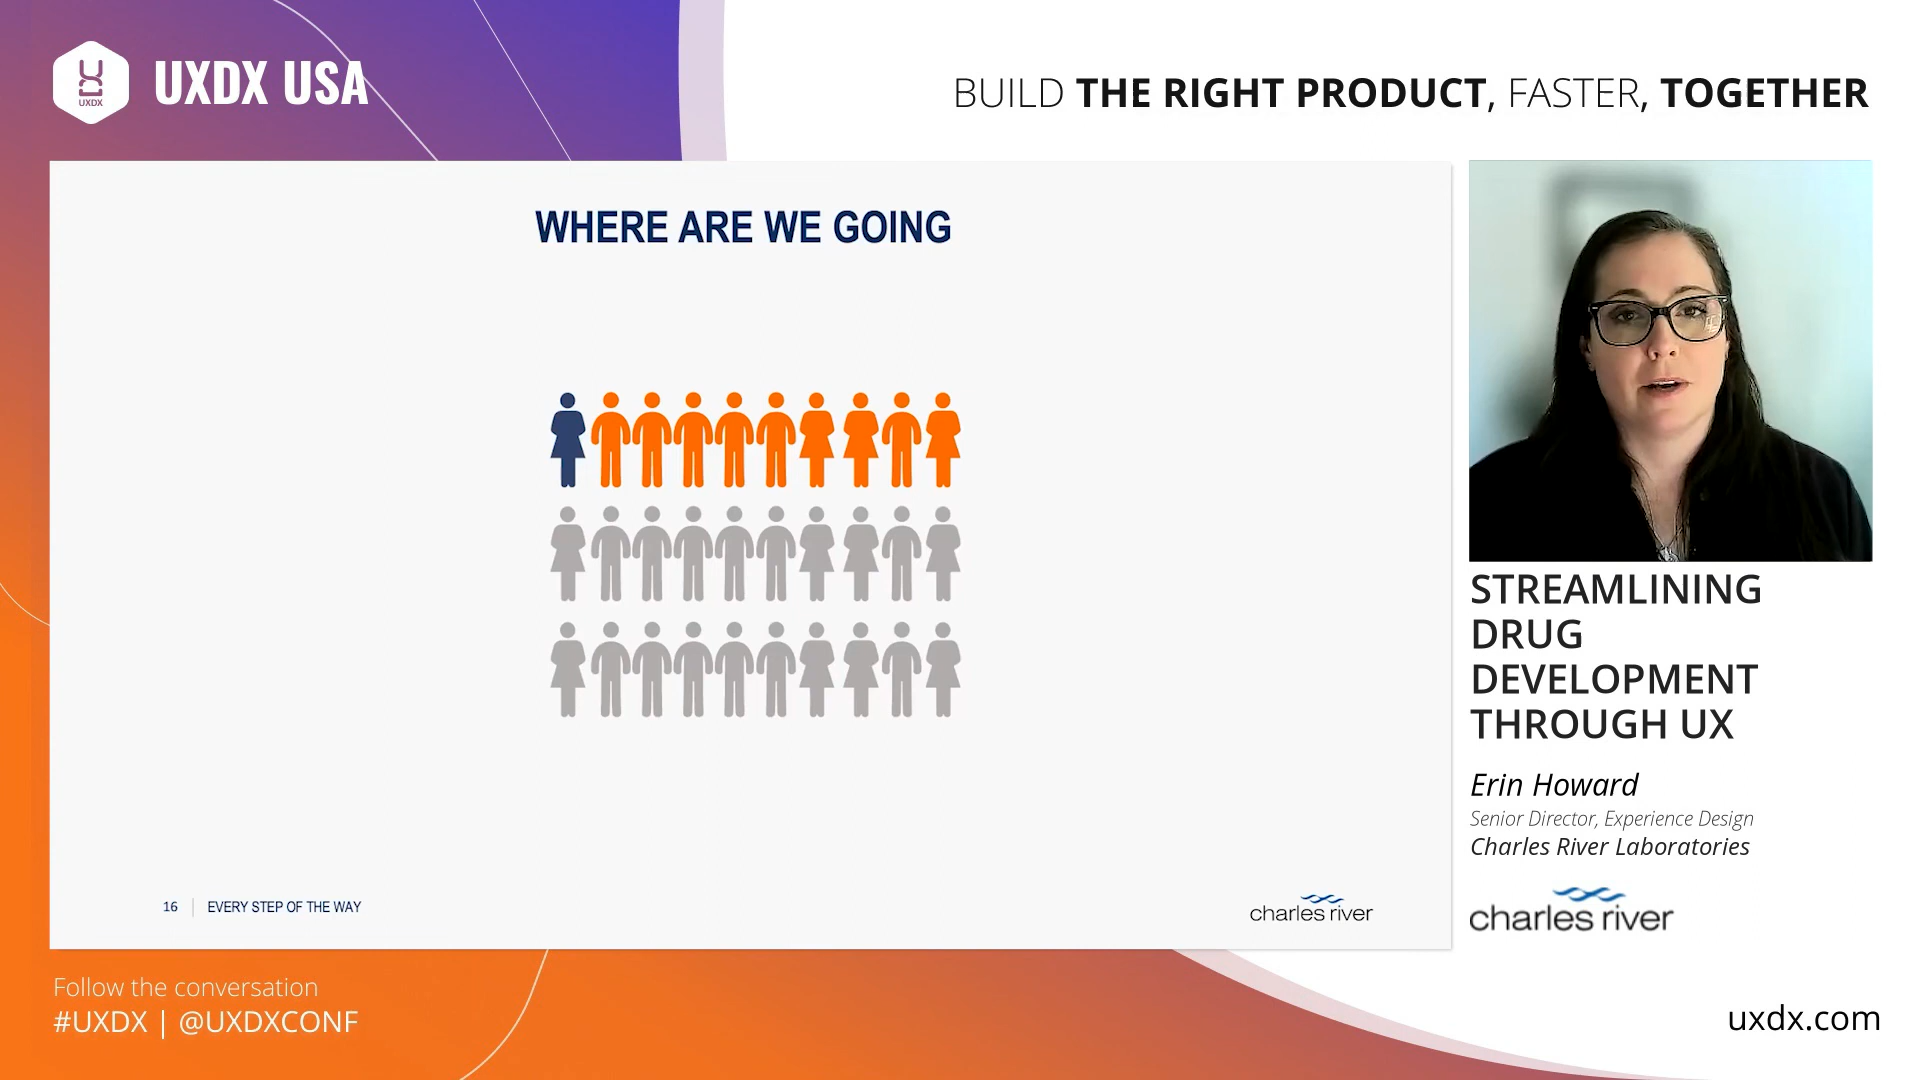 UXDX
UXDX USA
BUILD THE RIGHT PRODUCT, FASTER, TOGETHER
WHERE ARE WE GOING
16 EVERY STEP OF THE WAY
charles river
STREAMLINING
DRUG
DEVELOPMENT
THROUGH UX
Erin Howard
Senior Director, Experience Design
Charles River Laboratories
charles river
Follow the conversation
#UXDX | @UXDXCONF
uxdx.com